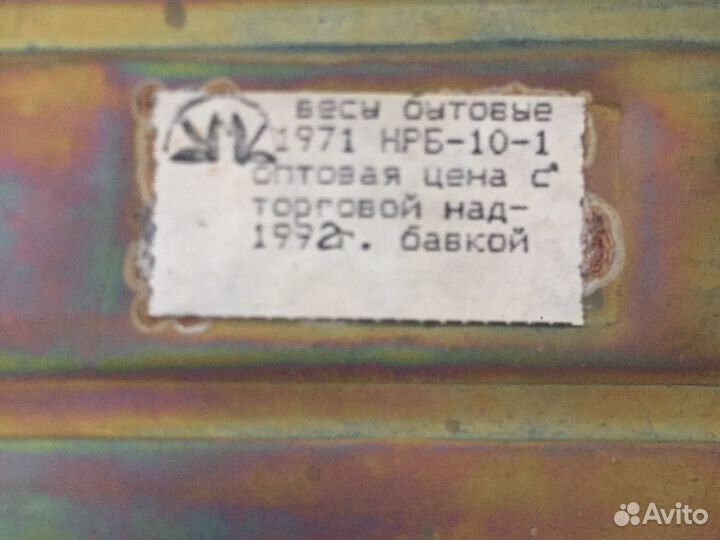 весы бытовые
1971 НРБ-10-1
оптовая цена с
торговой над-
1992г. бавкой
Avito